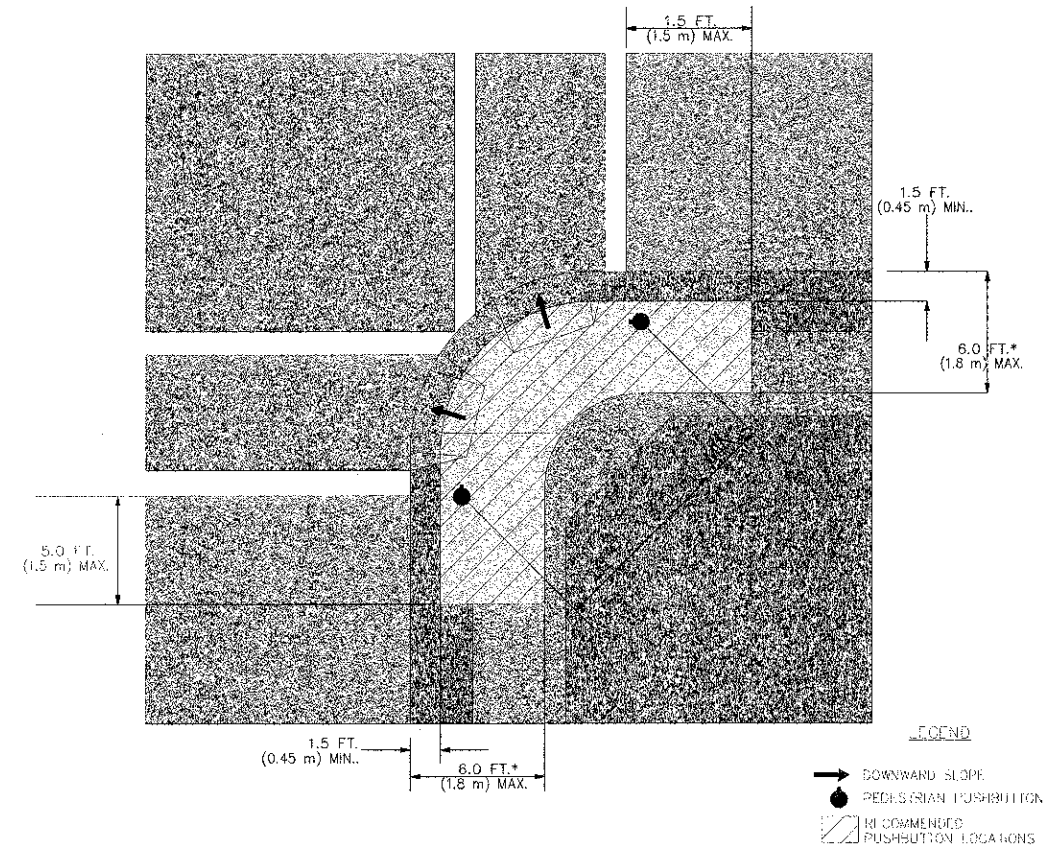 1.5 FT.
(1.5 m) MAX.
1.5 FT.
(0.45 m) MIN..
6.0 FT.*
(1.8 m) MAX.
5.0 FT.
(1.5 m) MAX.
1.5 FT.
(0.45 m) MIN..
6.0 FT.*
(1.8 m) MAX.
LEGEND
DOWNWARD SLOPE
PEDESTRIAN PUSHBUTTON
RECOMMENDED
PUSHBUTTON LOCATIONS